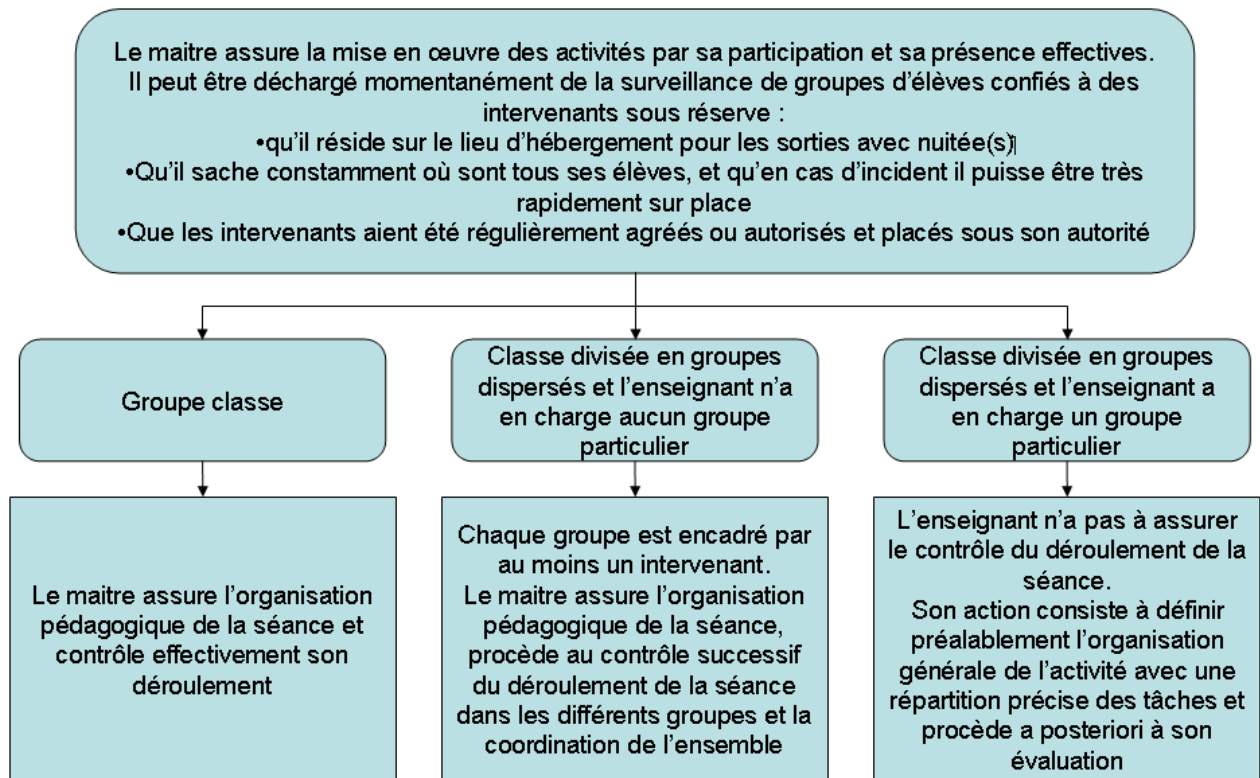 Le maitre assure la mise en œuvre des activités par sa participation et sa présence effectives.
Il peut être déchargé momentanément de la surveillance de groupes d'élèves confiés à des
intervenants sous réserve :
•qu'il réside sur le lieu d'hébergement pour les sorties avec nuitée(s)
•Qu'il sache constamment où sont tous ses élèves, et qu'en cas d'incident il puisse être très
rapidement sur place
•Que les intervenants aient été régulièrement agréés ou autorisés et placés sous son autorité
Groupe classe
Classe divisée en groupes
dispersés et l'enseignant n'a
en charge aucun groupe
particulier
Classe divisée en groupes
dispersés et l'enseignant a
en charge un groupe
particulier
Le maitre assure l'organisation
pédagogique de la séance et
contrôle effectivement son
déroulement
Chaque groupe est encadré par
au moins un intervenant.
Le maitre assure l'organisation
pédagogique de la séance,
procède au contrôle successif
du déroulement de la séance
dans les différents groupes et la
coordination de l'ensemble
L'enseignant n'a pas à assurer
le contrôle du déroulement de la
séance.
Son action consiste à définir
préalablement l'organisation
générale de l'activité avec une
répartition précise des tâches et
procède a posteriori à son
évaluation